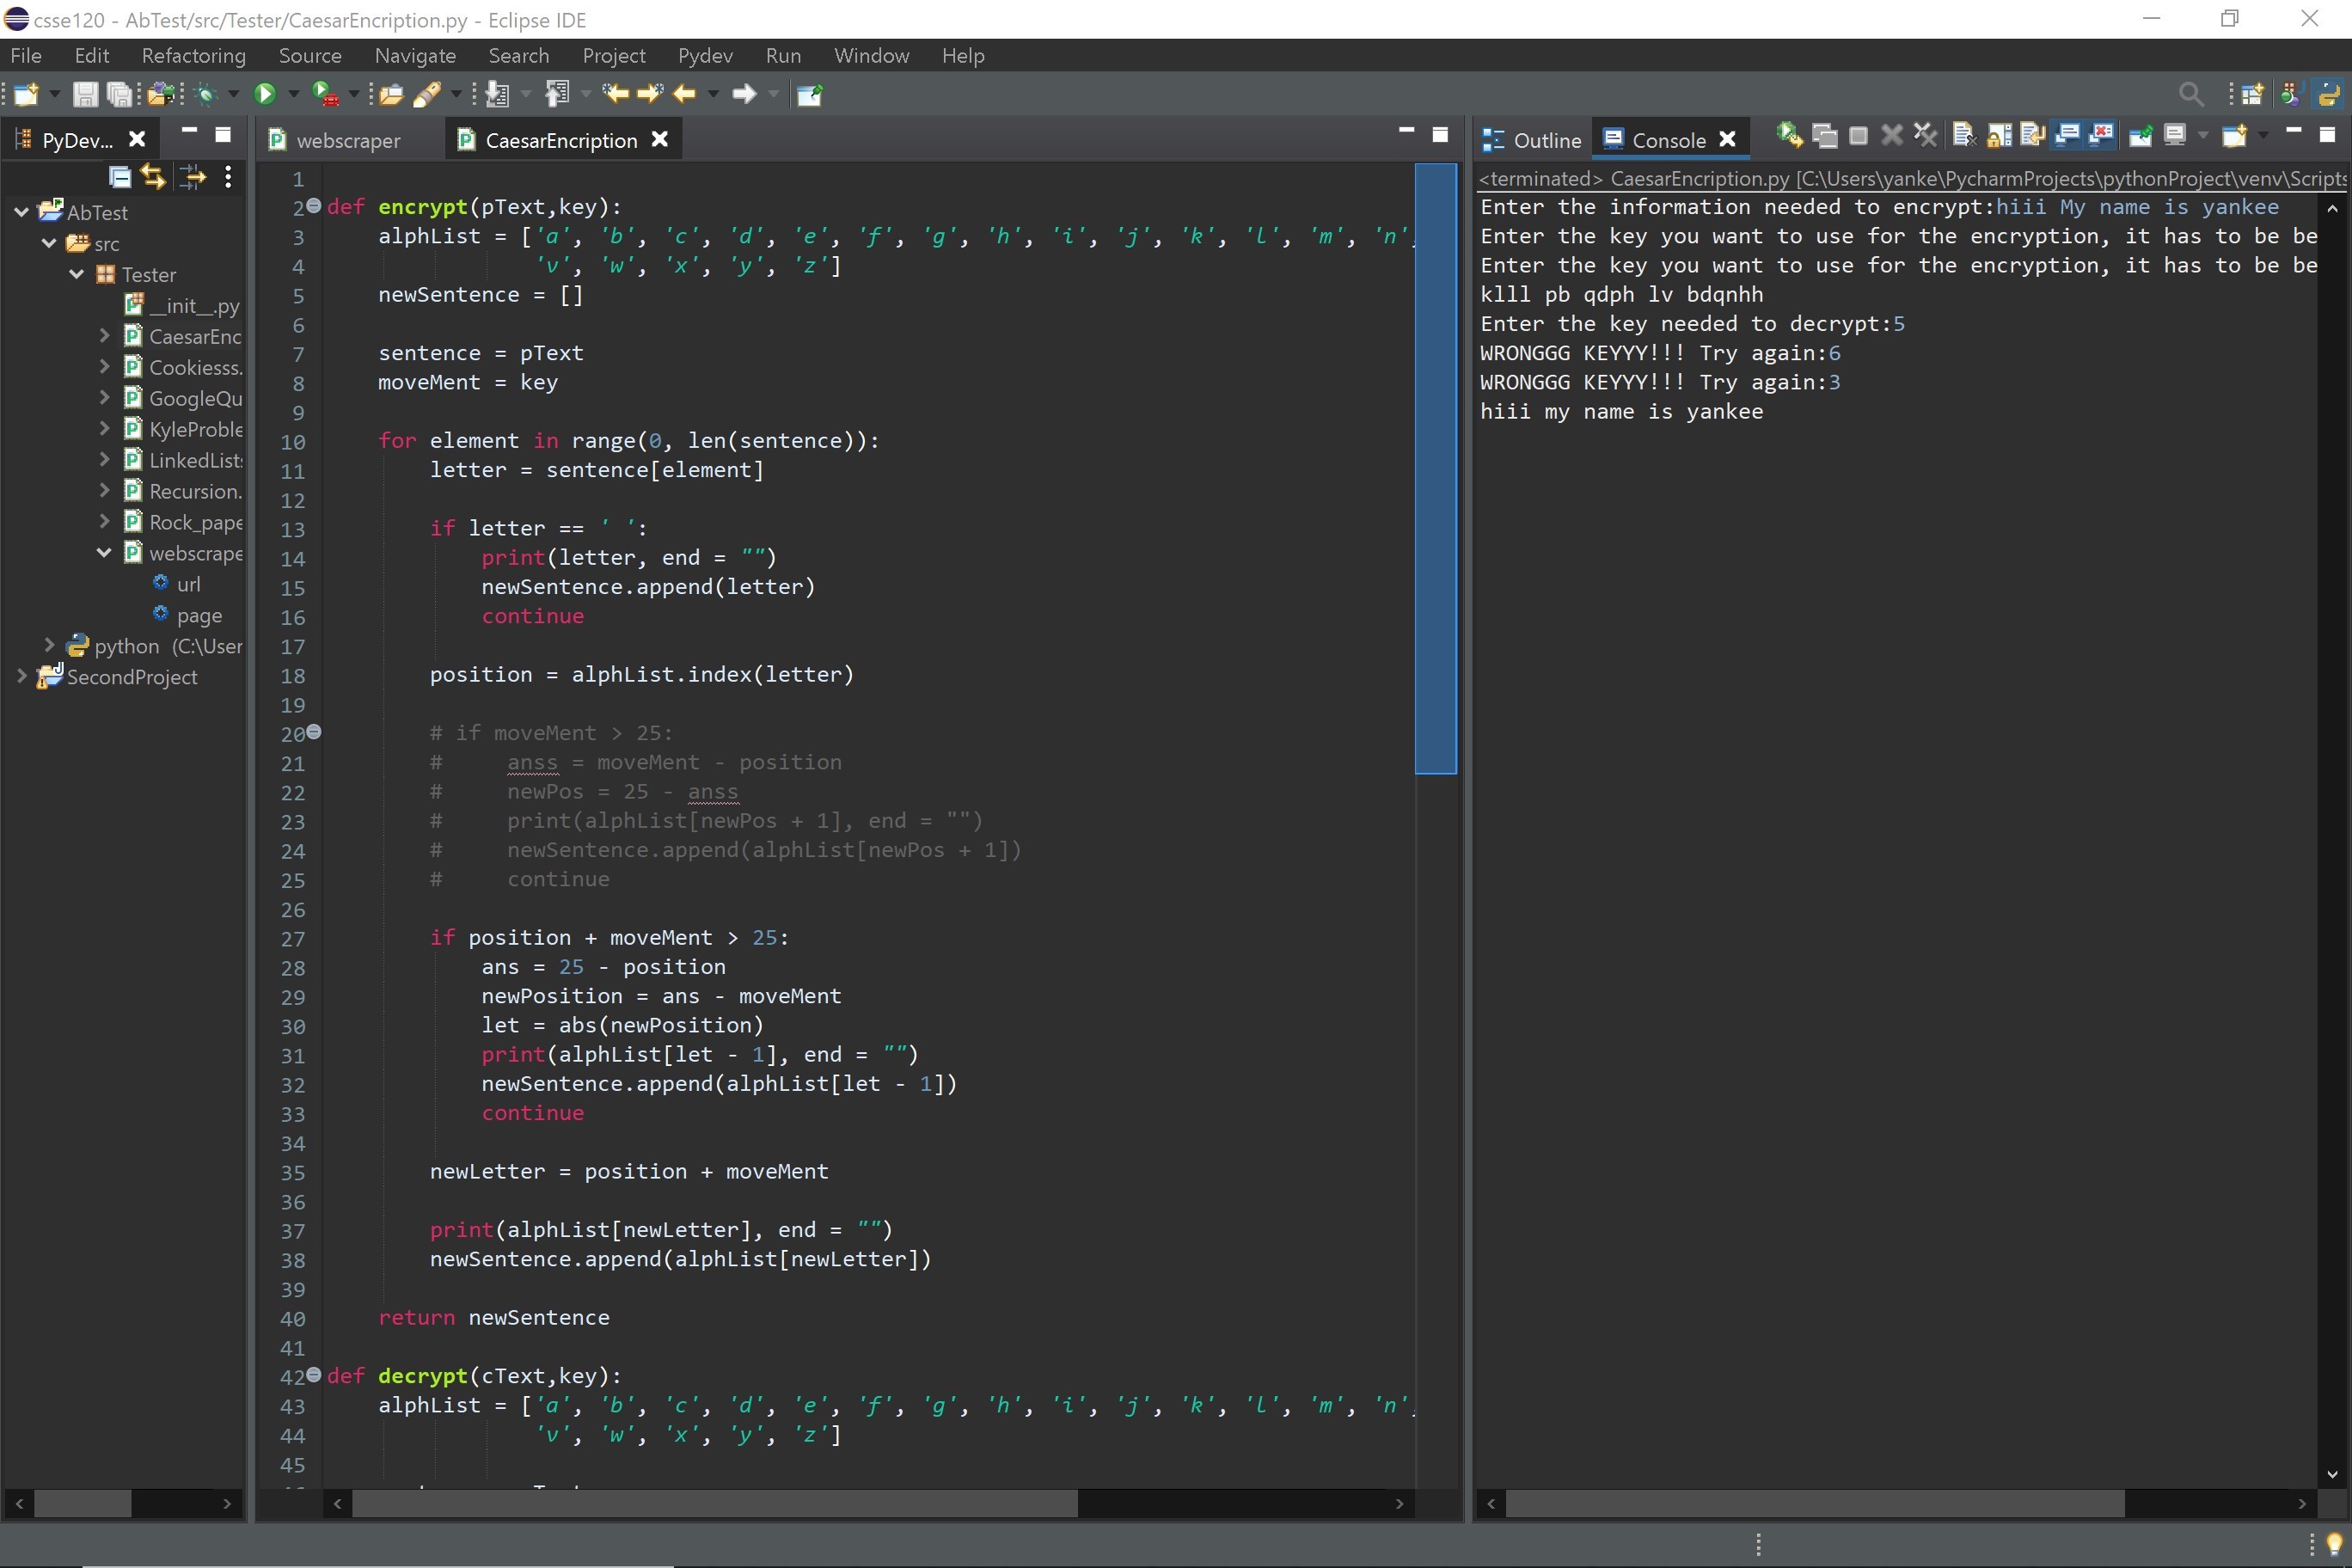 csse120 - AbTest/src/Tester/CaesarEncription.py - Eclipse IDE
File Edit Refactoring Source Navigate Search Project Pydev Run Window Help
PyDev...
AbTest
src
Tester
__init__.py
CaesarEnc
Cookiesss.
GoogleQu
KyleProble
LinkedLists
Recursion.
Rock_pape
webscrape
url
page
python (C:\User
SecondProject
webscraper CaesarEncription
1
2 def encrypt(pText,key):
3     alphList = ['a', 'b', 'c', 'd', 'e', 'f', 'g', 'h', 'i', 'j', 'k', 'l', 'm', 'n',
4                 'v', 'w', 'x', 'y', 'z']
5     newSentence = []
6
7     sentence = pText
8     moveMent = key
9
10     for element in range(0, len(sentence)):
11         letter = sentence[element]
12
13         if letter == ' ':
14             print(letter, end = "")
15             newSentence.append(letter)
16             continue
17
18         position = alphList.index(letter)
19
20         # if moveMent > 25:
21         #     anss = moveMent - position
22         #     newPos = 25 - anss
23         #     print(alphList[newPos + 1], end = "")
24         #     newSentence.append(alphList[newPos + 1])
25         #     continue
26
27         if position + moveMent > 25:
28             ans = 25 - position
29             newPosition = ans - moveMent
30             let = abs(newPosition)
31             print(alphList[let - 1], end = "")
32             newSentence.append(alphList[let - 1])
33             continue
34
35         newLetter = position + moveMent
36
37         print(alphList[newLetter], end = "")
38         newSentence.append(alphList[newLetter])
39
40     return newSentence
41
42 def decrypt(cText,key):
43     alphList = ['a', 'b', 'c', 'd', 'e', 'f', 'g', 'h', 'i', 'j', 'k', 'l', 'm', 'n',
44                 'v', 'w', 'x', 'y', 'z']
45
Outline Console
<terminated> CaesarEncription.py [C:\Users\yanke\PycharmProjects\pythonProject\venv\Scripts
Enter the information needed to encrypt:hiii My name is yankee
Enter the key you want to use for the encryption, it has to be be
Enter the key you want to use for the encryption, it has to be be
klll pb qdph lv bdqnhh
Enter the key needed to decrypt:5
WRONGGG KEYYY!!! Try again:6
WRONGGG KEYYY!!! Try again:3
hiii my name is yankee